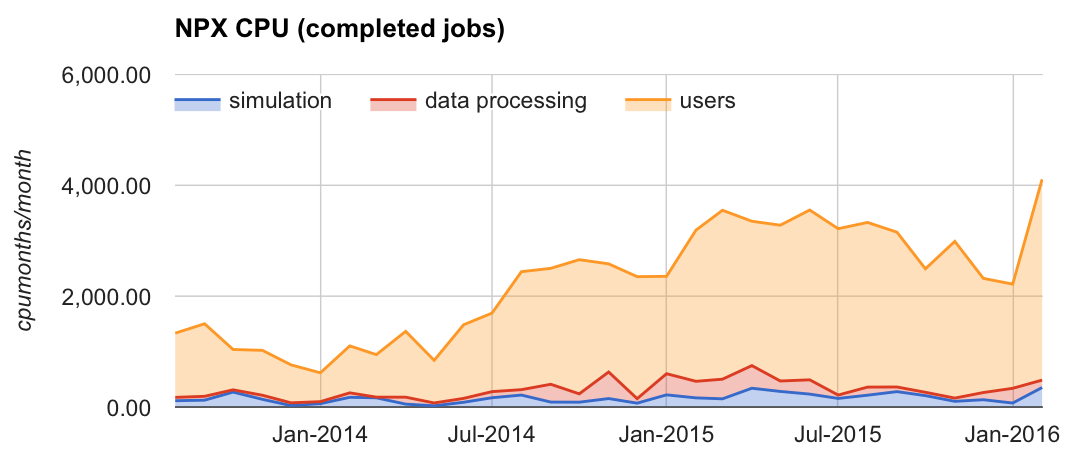 NPX CPU (completed jobs)
6,000.00
simulation data processing users
4,000.00
cpumonths/month
2,000.00
0.00
Jan-2014 Jul-2014 Jan-2015 Jul-2015 Jan-2016